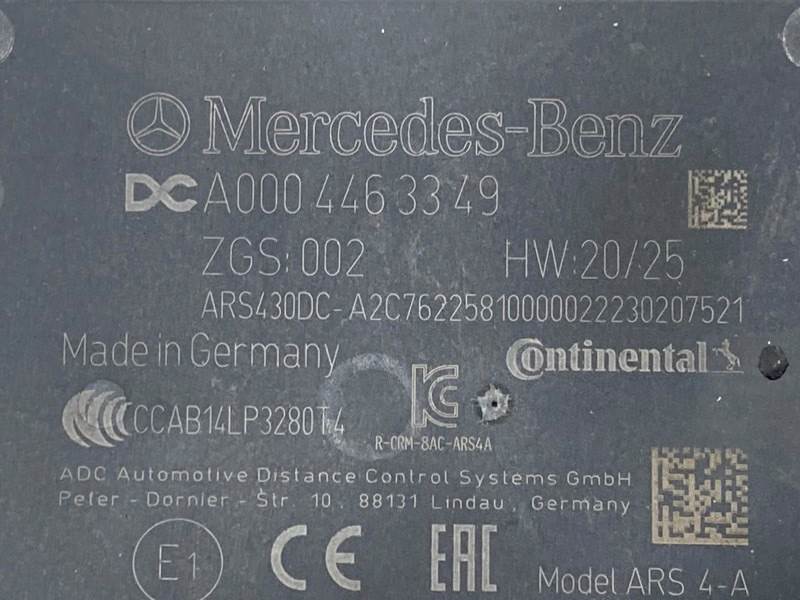 Mercedes-Benz
DC A000 446 33 49
ZGS: 002 HW: 20/25
ARS430DC- A2C76225810000022230207521
Made in Germany Continental
CCCAB14LP3280T4
R-CRM-8AC-ARS4A
ADC Automotive Distance Control Systems GmbH
Peter - Dornier - Str 10, 88131 Lindau, Germany
E1 CE EAC Model ARS 4-A